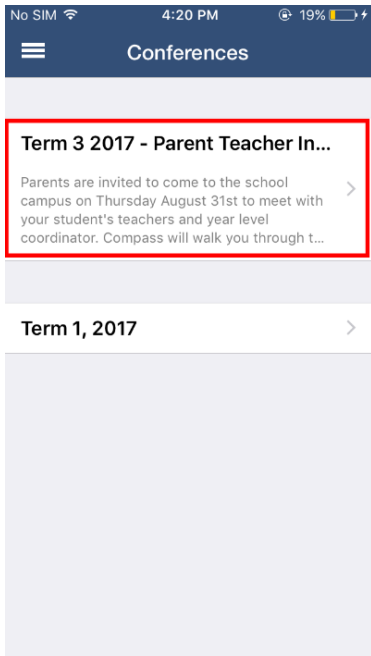 No SIM 4:20 PM 19%
Conferences
Term 3 2017 - Parent Teacher In...
Parents are invited to come to the school
campus on Thursday August 31st to meet with
your student's teachers and year level
coordinator. Compass will walk you through t...
Term 1, 2017